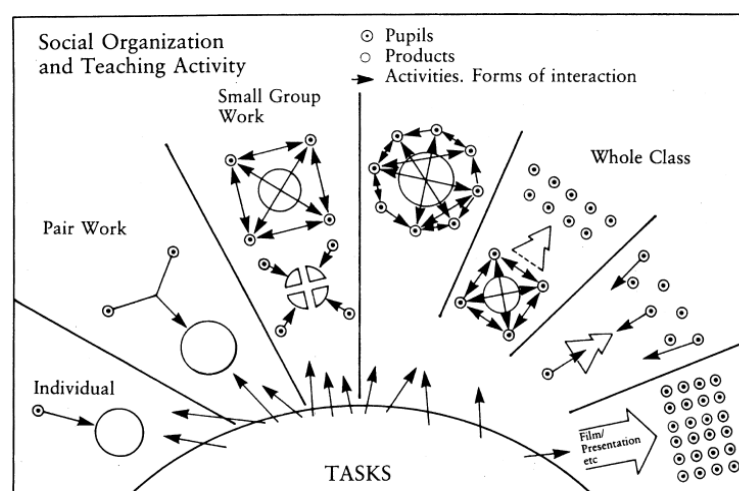 Social Organization
and Teaching Activity
Pupils
Products
Activities. Forms of interaction
Small Group
Work
Whole Class
Pair Work
Individual
Film/
Presentation
etc
TASKS